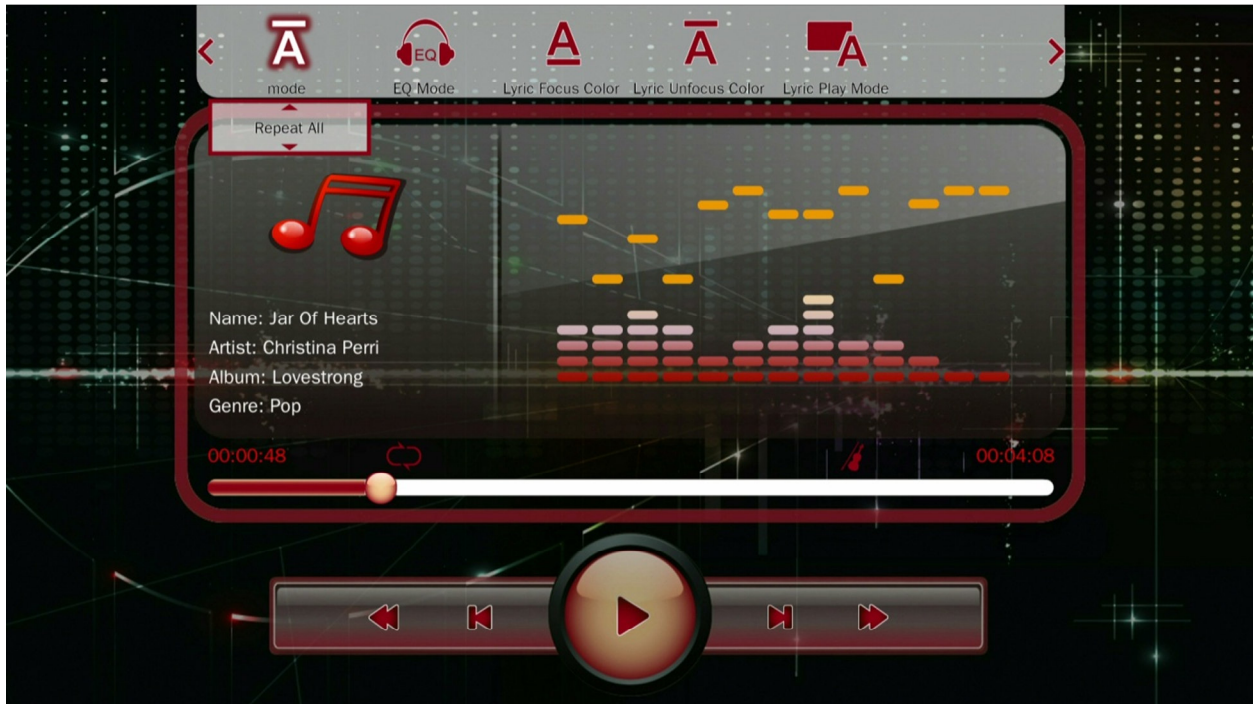 A
EQ
A
A
A
mode
EQ Mode
Lyric Focus Color
Lyric Unfocus Color
Lyric Play Mode
Repeat All
Name: Jar Of Hearts
Artist: Christina Perri
Album: Lovestrong
Genre: Pop
00:00:48
00:04:08